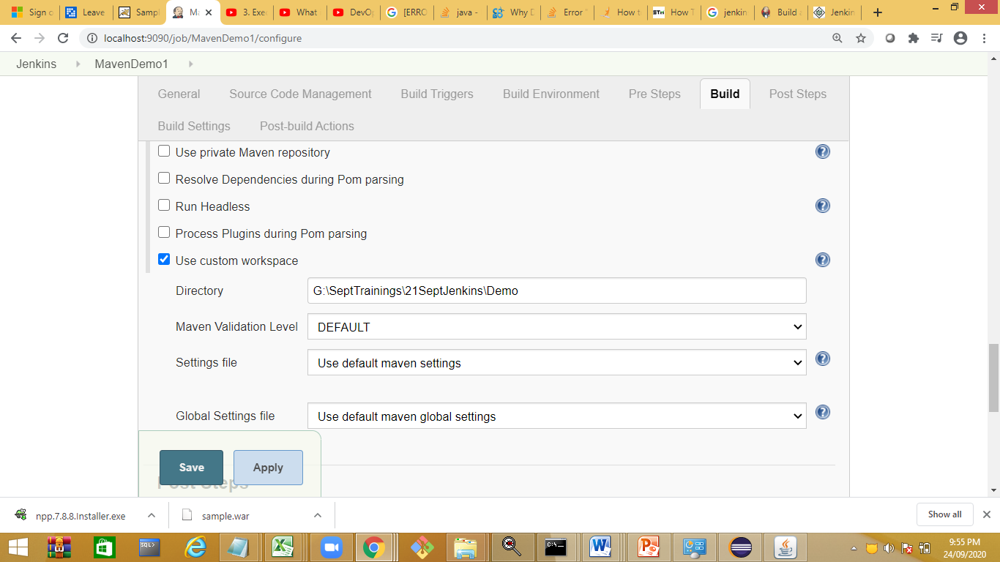 Sign o
Leave
Samp
Ma
3. Exe
What
DevO
[ERRO
java -
Why D
Error
How t
STH
How T
jenkin
Build a
Jenkin
localhost:9090/job/MavenDemo1/configure
Jenkins
MavenDemo1
General
Source Code Management
Build Triggers
Build Environment
Pre Steps
Build
Post Steps
Build Settings
Post-build Actions
Use private Maven repository
Resolve Dependencies during Pom parsing
Run Headless
Process Plugins during Pom parsing
Use custom workspace
Directory
G:\SeptTrainings\21SeptJenkins\Demo
Maven Validation Level
DEFAULT
Settings file
Use default maven settings
Global Settings file
Use default maven global settings
Save
Apply
Post Steps
npp.7.8.8.Installer.exe
sample.war
Show all
SQL>
C:\
9:55 PM
24/09/2020